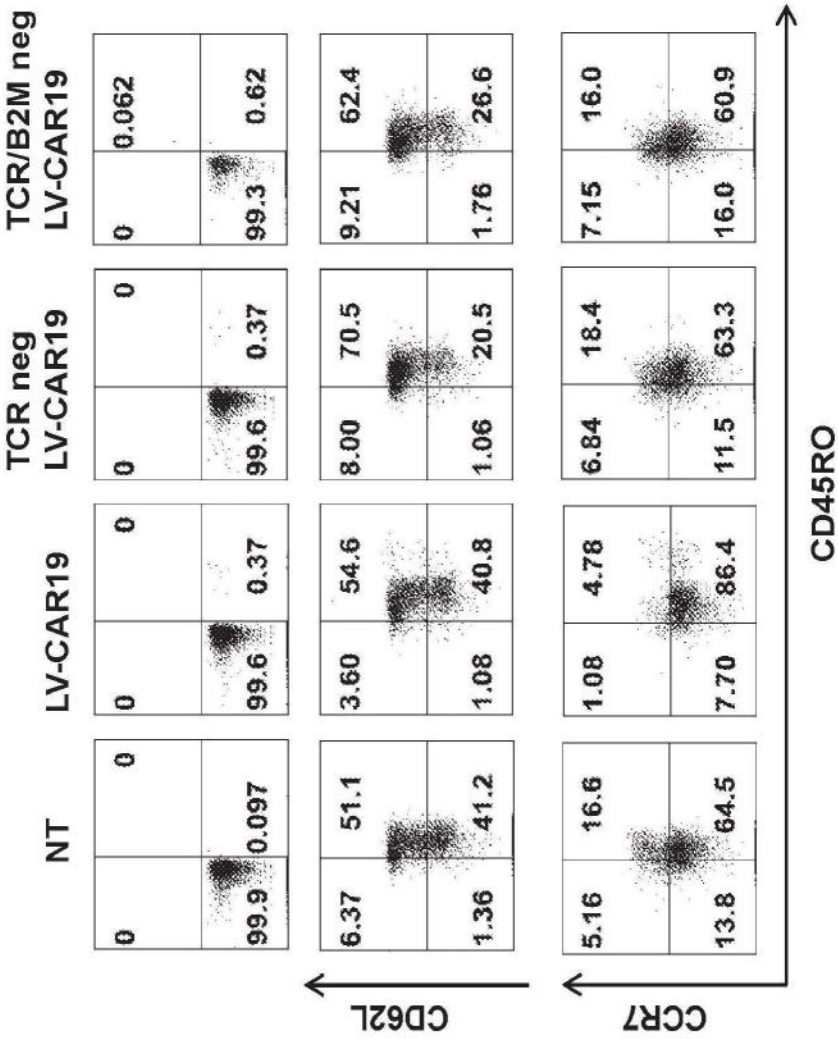 NT
LV-CAR19
TCR neg
LV-CAR19
TCR/B2M neg
LV-CAR19
0 0
99.9 0.097
0 0
99.6 0.37
0 0
99.6 0.37
0 0.062
99.3 0.62
CD62L
6.37 51.1
1.36 41.2
3.60 54.6
1.08 40.8
8.00 70.5
1.06 20.5
9.21 62.4
1.76 26.6
CCR7
5.16 16.6
13.8 64.5
1.08 4.78
7.70 86.4
6.84 18.4
11.5 63.3
7.15 16.0
16.0 60.9
CD45RO